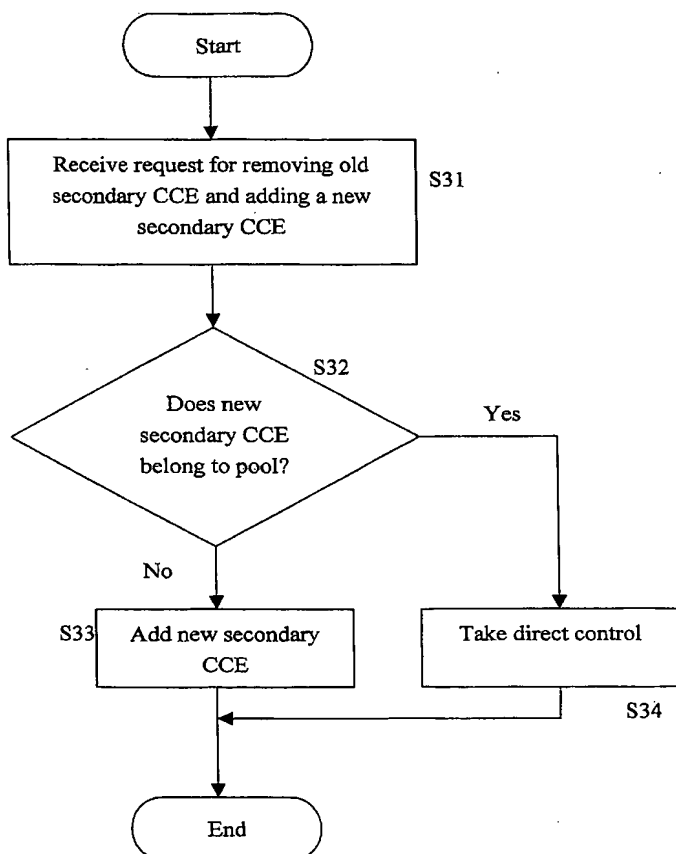 Start
Receive request for removing old
secondary CCE and adding a new
secondary CCE
S31
S32
Does new
secondary CCE
belong to pool?
Yes
No
S33
Add new secondary
CCE
Take direct control
S34
End